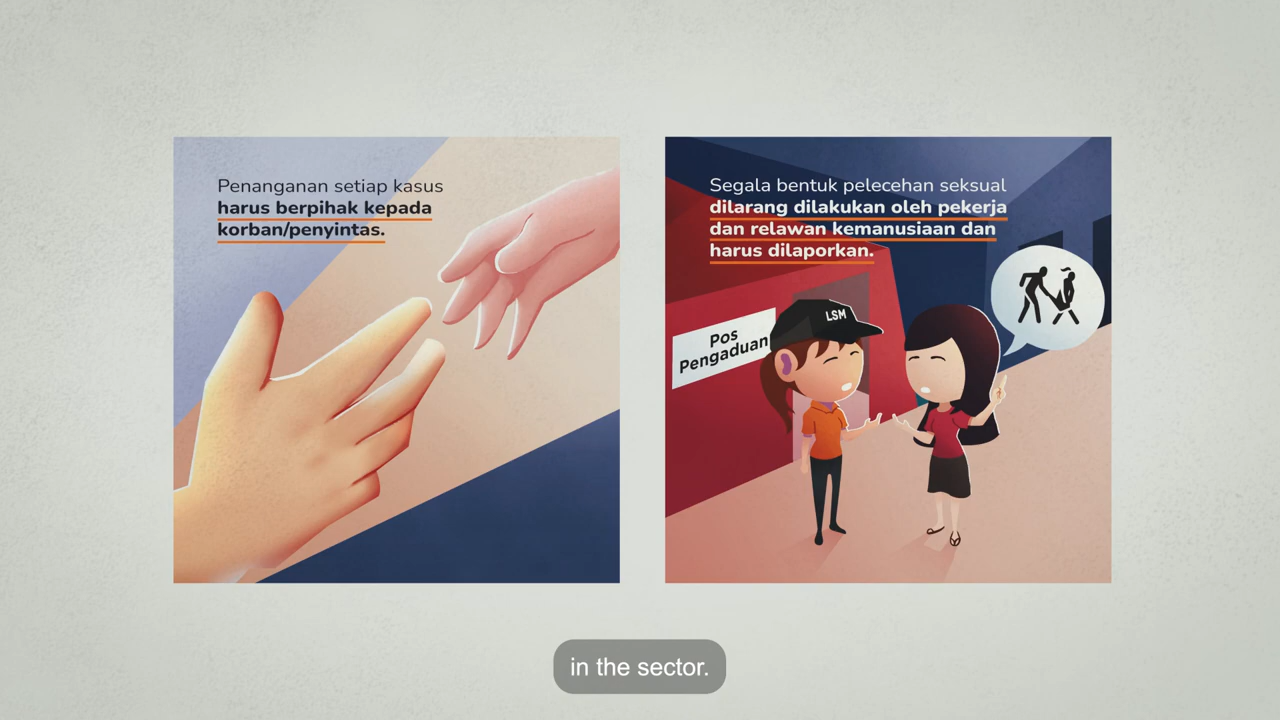 Penanganan setiap kasus
harus berpihak kepada
korban/penyintas.
Segala bentuk pelecehan seksual
dilarang dilakukan oleh pekerja
dan relawan kemanusiaan dan
harus dilaporkan.
LSM
Pos
Pengaduan
in the sector.